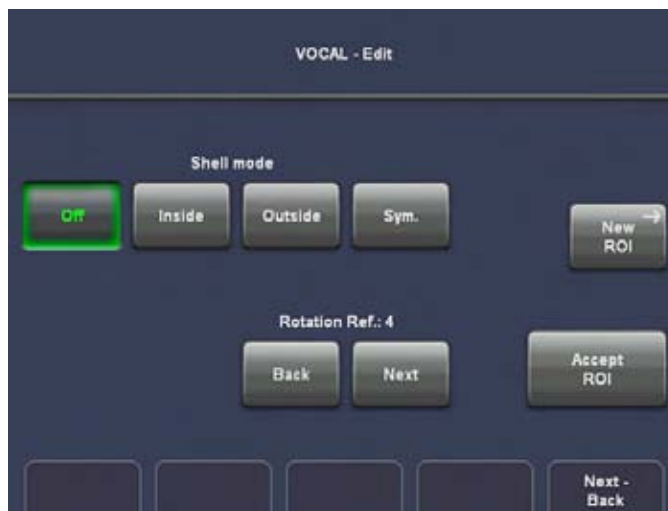 VOCAL - Edit
Shell mode
Off
Inside
Outside
Sym.
New
ROI
Rotation Ref.: 4
Back
Next
Accept
ROI
Next -
Back